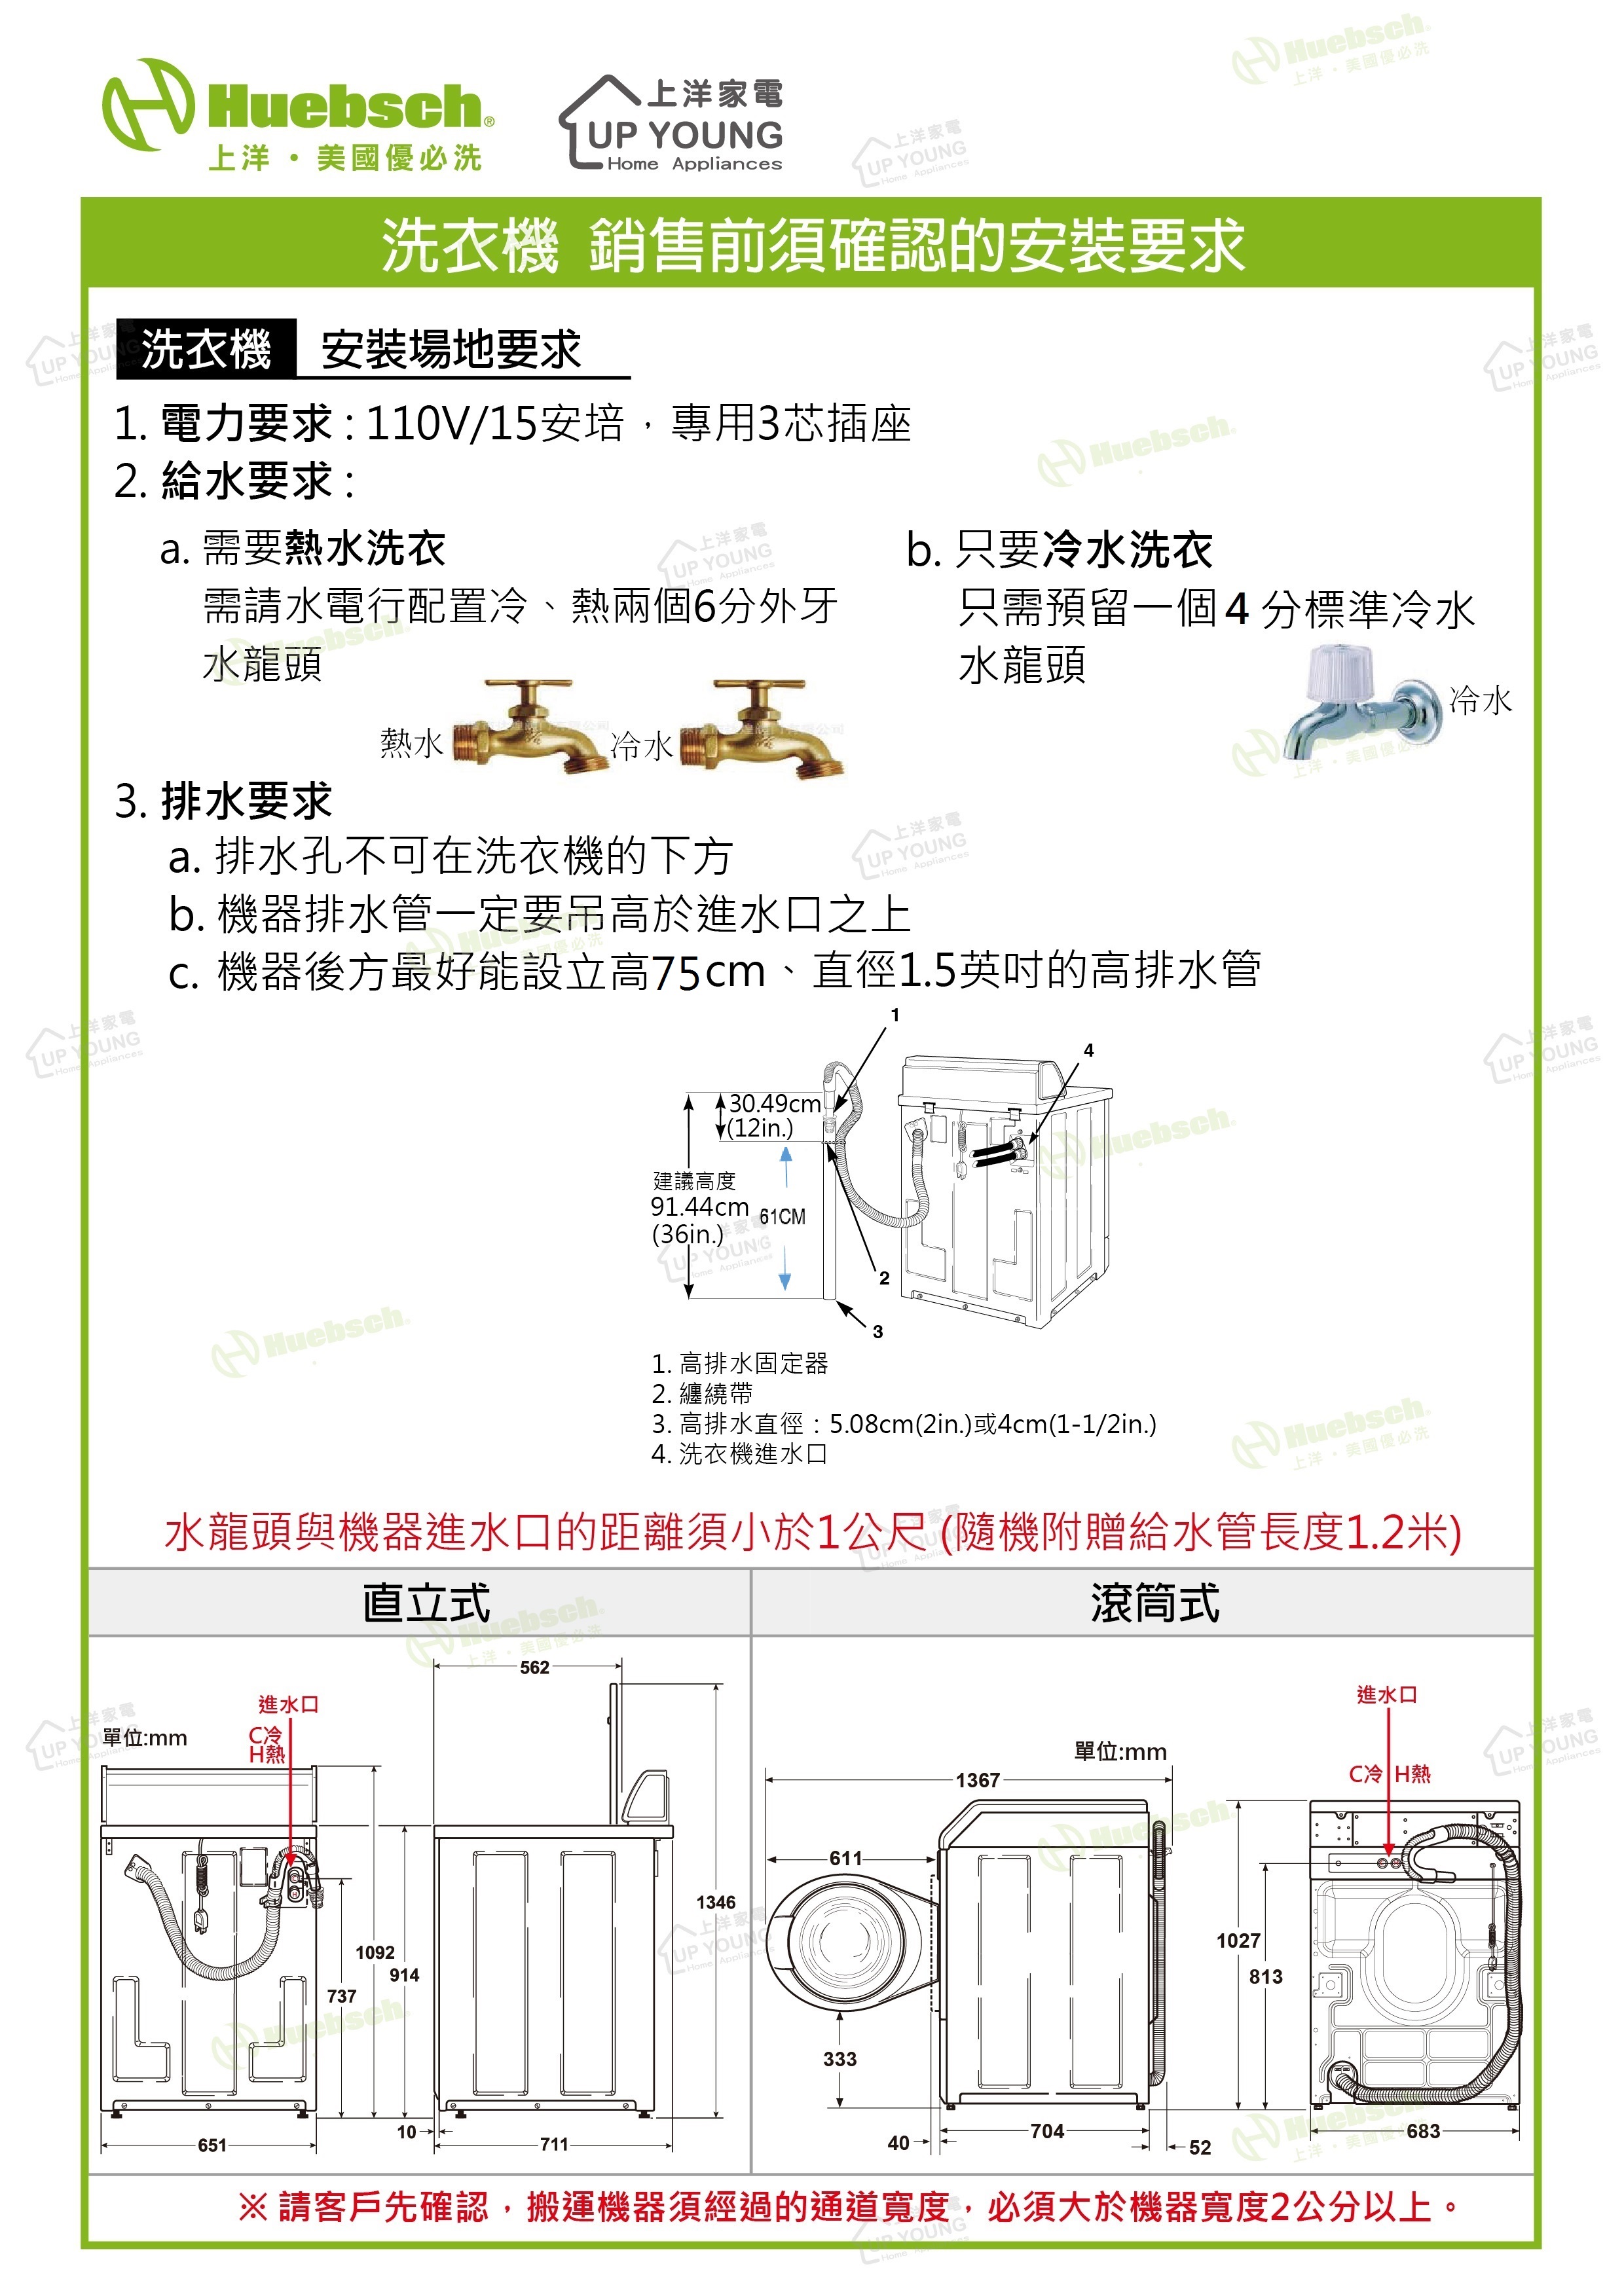 Huebsch®
上洋・美國優必洗
上洋家電
UP YOUNG
Home Appliances
洗衣機 銷售前須確認的安裝要求
洗衣機 安裝場地要求
1. 電力要求 : 110V/15安培，專用3芯插座
2. 給水要求 :
a. 需要熱水洗衣
需請水電行配置冷、熱兩個6分外牙
水龍頭
熱水
冷水
b. 只要冷水洗衣
只需預留一個 4 分標準冷水
水龍頭
冷水
3. 排水要求
a. 排水孔不可在洗衣機的下方
b. 機器排水管一定要吊高於進水口之上
c. 機器後方最好能設立高75cm、直徑1.5英吋的高排水管
1
4
30.49cm
(12in.)
建議高度
91.44cm
(36in.)
61CM
2
3
1. 高排水固定器
2. 纏繞帶
3. 高排水直徑：5.08cm(2in.)或4cm(1-1/2in.)
4. 洗衣機進水口
水龍頭與機器進水口的距離須小於1公尺 (隨機附贈給水管長度1.2米)
直立式
滾筒式
單位:mm
進水口
C冷
H熱
562
1346
1092
914
737
651
10
711
單位:mm
進水口
C冷 H熱
1367
611
333
40
704
52
1027
813
683
※ 請客戶先確認，搬運機器須經過的通道寬度，必須大於機器寬度2公分以上。